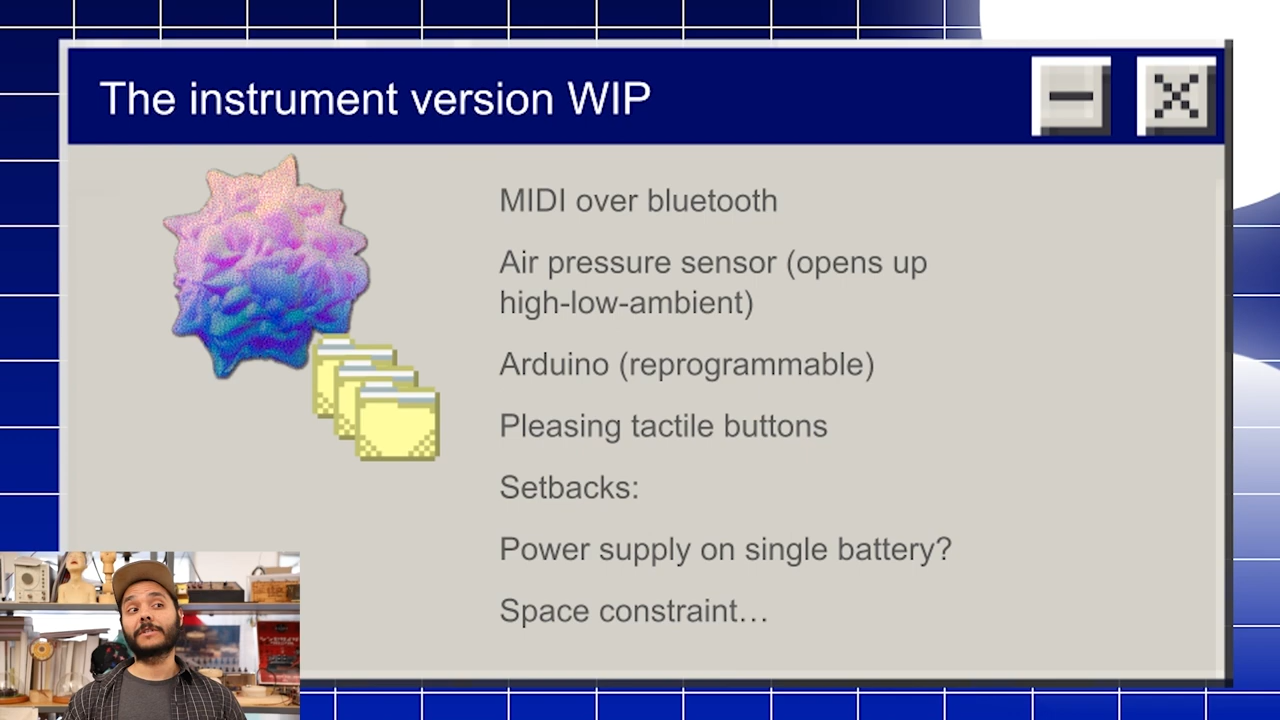 The instrument version WIP
MIDI over bluetooth
Air pressure sensor (opens up
high-low-ambient)
Arduino (reprogrammable)
Pleasing tactile buttons
Setbacks:
Power supply on single battery?
Space constraint…